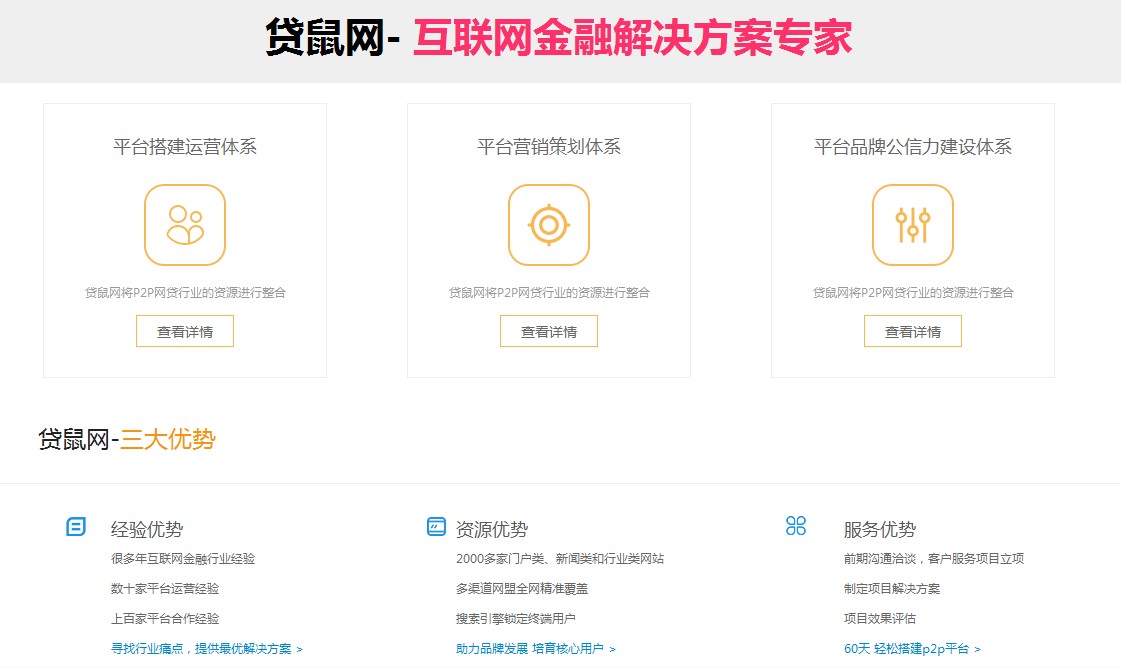 贷鼠网- 互联网金融解决方案专家
平台搭建运营体系
贷鼠网将P2P网贷行业的资源进行整合
查看详情
平台营销策划体系
贷鼠网将P2P网贷行业的资源进行整合
查看详情
平台品牌公信力建设体系
贷鼠网将P2P网贷行业的资源进行整合
查看详情
贷鼠网-三大优势
经验优势
很多年互联网金融行业经验
数十家平台运营经验
上百家平台合作经验
寻找行业痛点，提供最优解决方案 >
资源优势
2000多家门户类、新闻类和行业类网站
多渠道网盟全网精准覆盖
搜索引擎锁定终端用户
助力品牌发展 培育核心用户 >
服务优势
前期沟通洽谈，客户服务项目立项
制定项目解决方案
项目效果评估
60天 轻松搭建p2p平台 >